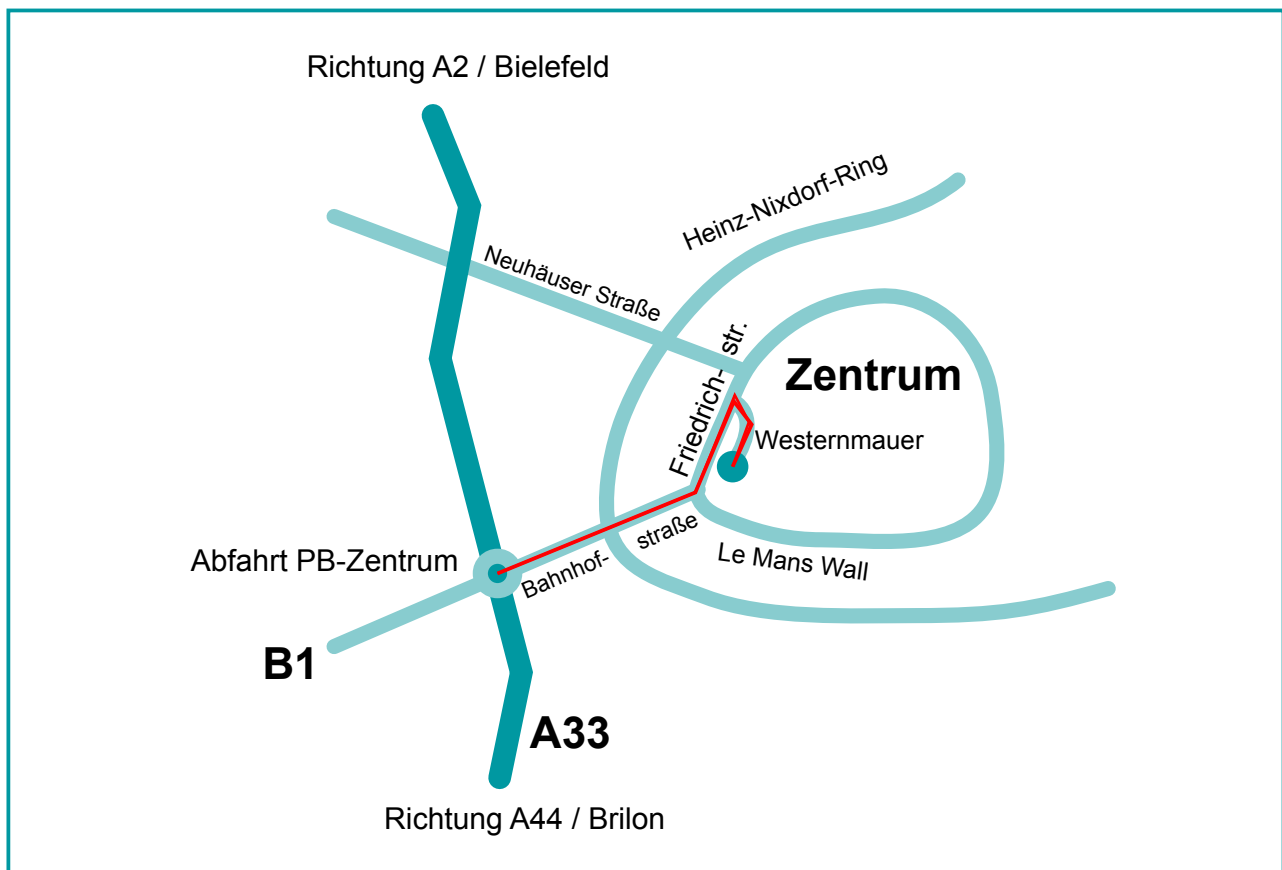 Richtung A2 / Bielefeld
Heinz-Nixdorf-Ring
Neuhäuser Straße
Friedrich-str.
Zentrum
Westernmauer
Bahnhof-straße
Le Mans Wall
Abfahrt PB-Zentrum
B1
A33
Richtung A44 / Brilon